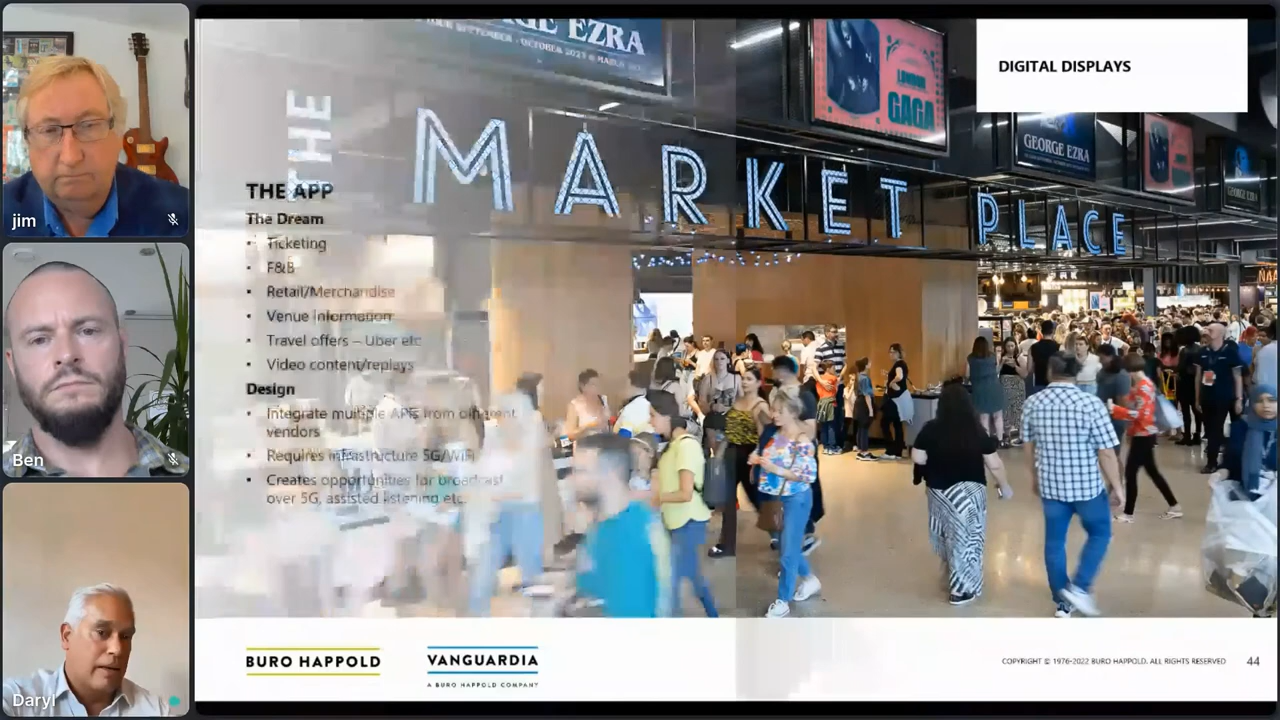 jim
Ben
Daryl
DIGITAL DISPLAYS
GEORGE EZRA
LONDON
GAGA
GEORGE EZRA
THE
MARKET PLACE
THE APP
The Dream
• Ticketing
• F&B
• Retail/Merchandise
• Venue Information
• Travel offers – Uber etc
• Video content/replays
Design
• Integrate multiple APIs from different
vendors
• Requires infrastructure 5G/WiFi
• Creates opportunities for broadcast
over 5G, assisted listening etc.
BURO HAPPOLD
VANGUARDIA
A BURO HAPPOLD COMPANY
COPYRIGHT © 1976-2022 BURO HAPPOLD. ALL RIGHTS RESERVED
44